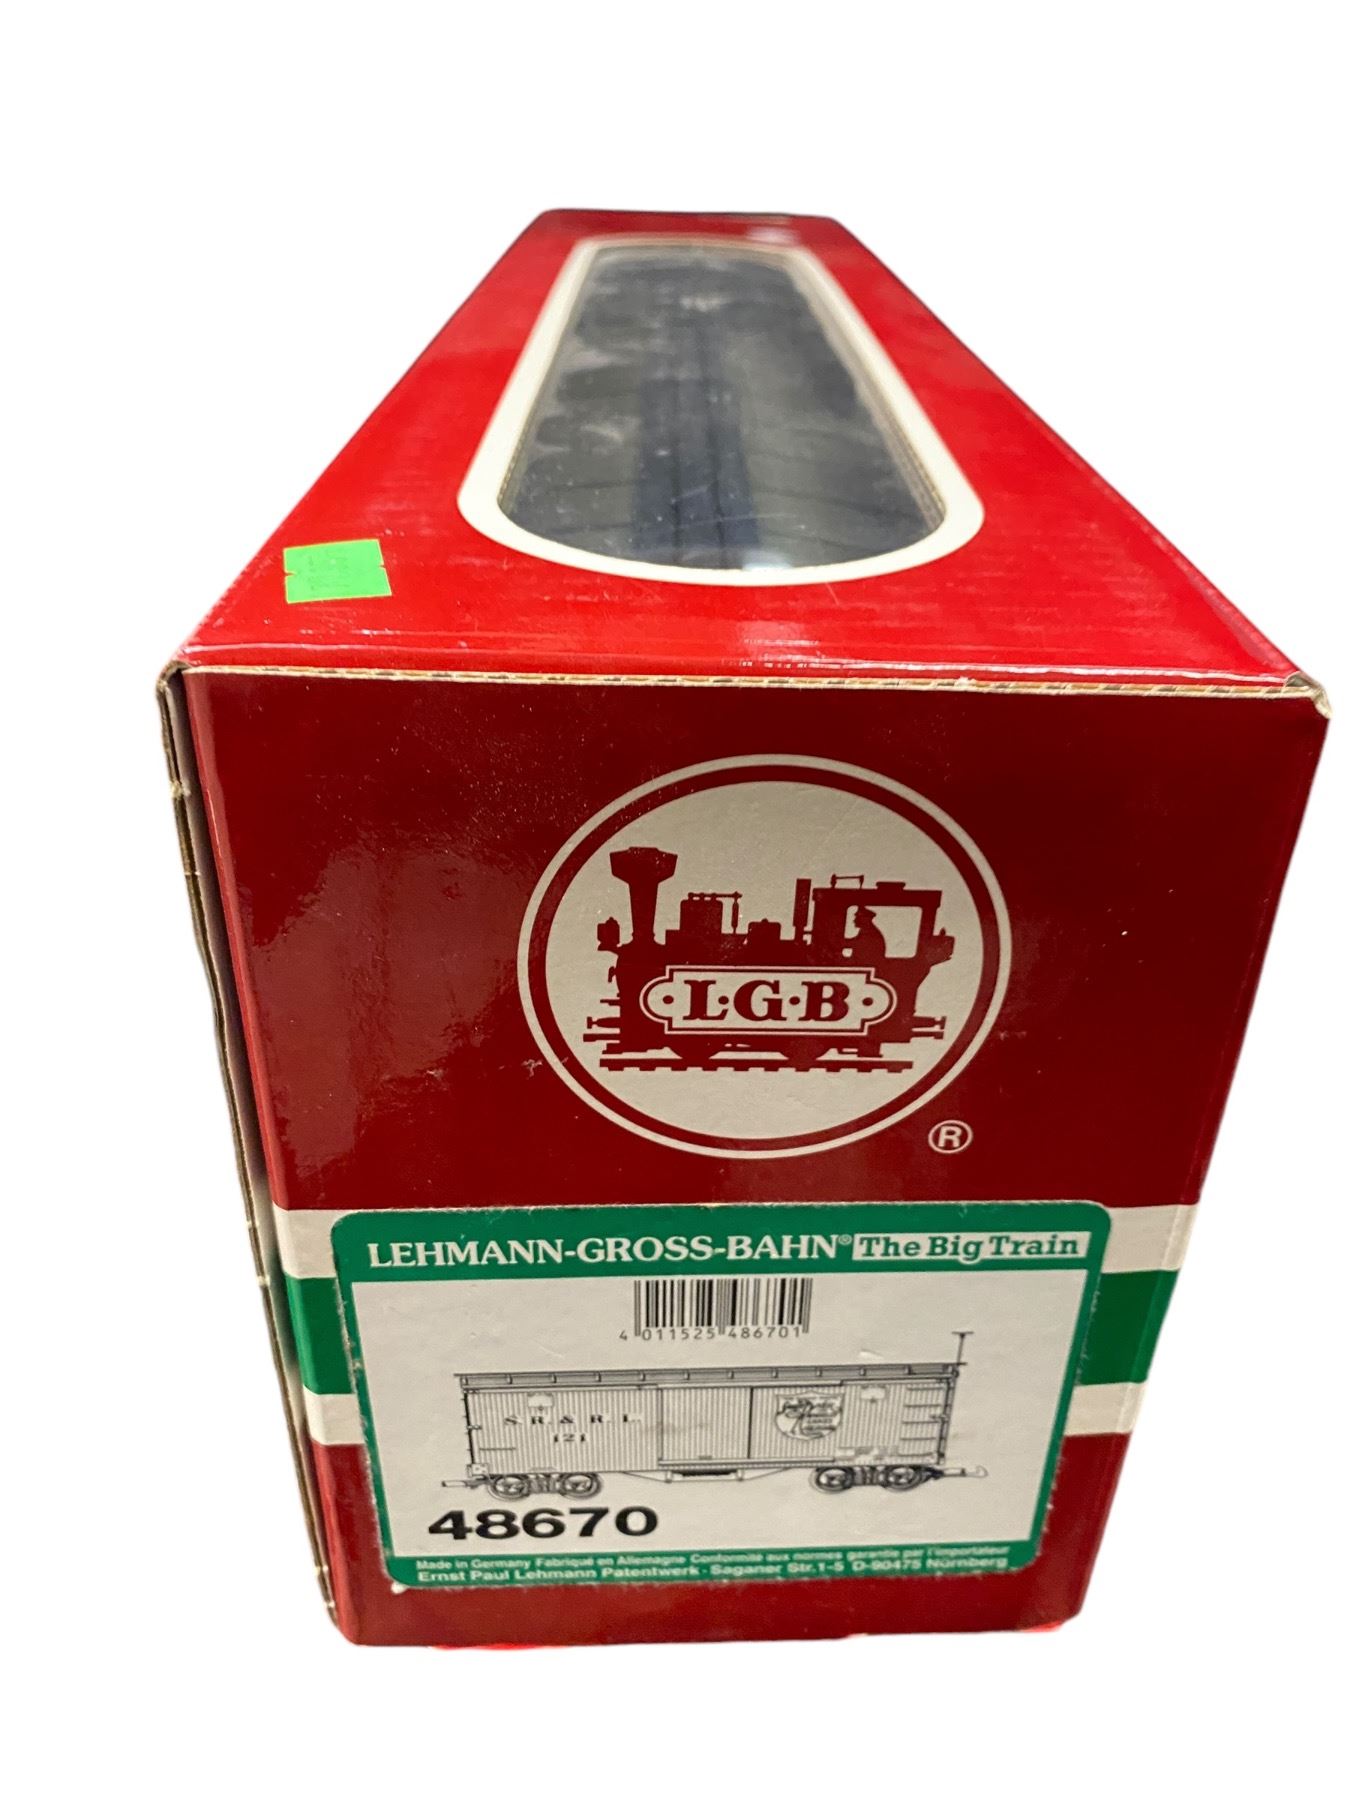 L·G·B
®
LEHMANN-GROSS-BAHN® The Big Train
4 011525 486701
S. R. & R. L.
121
48670
Made in Germany Fabriqué en Allemagne Conformité aux normes garantie par l'importateur
Ernst Paul Lehmann Patentwerk · Saganer Str. 1-5 D-90475 Nürnberg